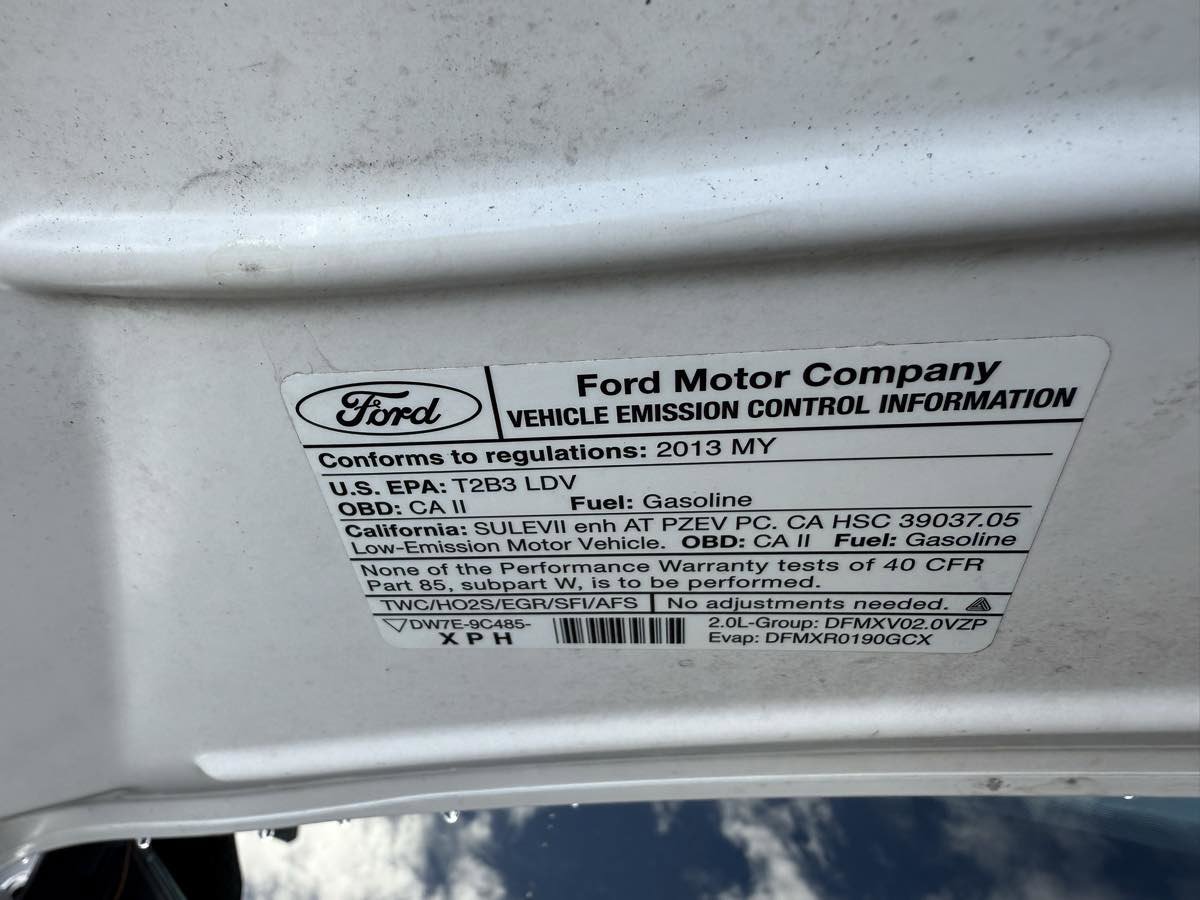 Ford
Ford Motor Company
VEHICLE EMISSION CONTROL INFORMATION
Conforms to regulations: 2013 MY
U.S. EPA: T2B3 LDV
OBD: CA II Fuel: Gasoline
California: SULEVII enh AT PZEV PC. CA HSC 39037.05
Low-Emission Motor Vehicle. OBD: CA II Fuel: Gasoline
None of the Performance Warranty tests of 40 CFR
Part 85, subpart W, is to be performed.
TWC/HO2S/EGR/SFI/AFS No adjustments needed.
DW7E-9C485-
XPH
2.0L-Group: DFMXV02.0VZP
Evap: DFMXR0190GCX